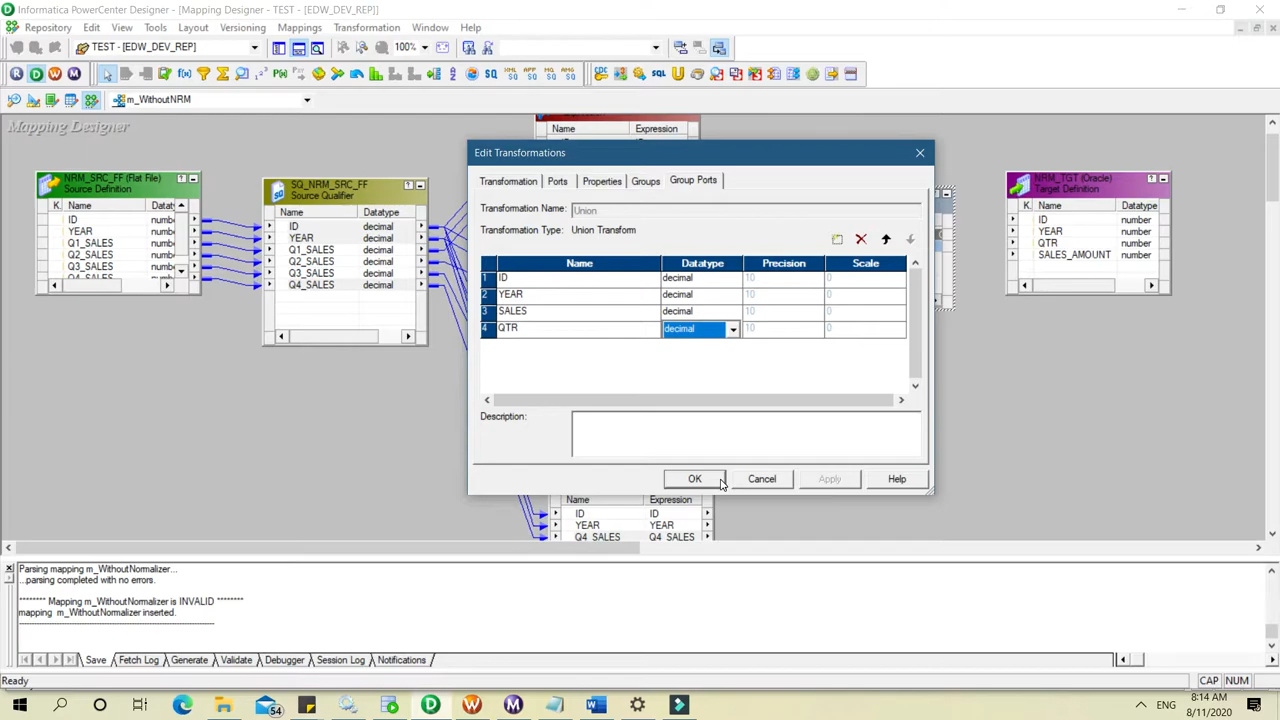 Informatica PowerCenter Designer - [Mapping Designer - TEST - [EDW_DEV_REP]]
Repository Edit View Tools Layout Versioning Mappings Transformation Window Help
TEST - [EDW_DEV_REP]
100%
m_WithoutNRM
Mapping Designer
Name Expression
NRM_SRC_FF (Flat File)
Source Definition
K. Name Dataty
ID numb
YEAR numb
Q1_SALES numb
Q2_SALES numb
Q3_SALES numb
SQ_NRM_SRC_FF
Source Qualifier
Name Datatype
ID decimal
YEAR decimal
Q1_SALES decimal
Q2_SALES decimal
Q3_SALES decimal
Q4_SALES decimal
Edit Transformations
Transformation Ports Properties Groups Group Ports
Transformation Name: Union
Transformation Type: Union Transform
Name Datatype Precision Scale
1 ID decimal 10 0
2 YEAR decimal 10 0
3 SALES decimal 10 0
4 QTR decimal 10 0
Description:
OK Cancel Apply Help
NRM_TGT (Oracle)
Target Definition
K. Name Datatype
ID number
YEAR number
QTR number
SALES_AMOUNT number
Name Expression
ID ID
YEAR YEAR
Q4_SALES Q4_SALES
Parsing mapping m_WithoutNormalizer...
...parsing completed with no errors.
******** Mapping m_WithoutNormalizer is INVALID ********
mapping m_WithoutNormalizer inserted.
Save Fetch Log Generate Validate Debugger Session Log Notifications
Ready
CAP NUM
54
ENG
8:14 AM
8/11/2020